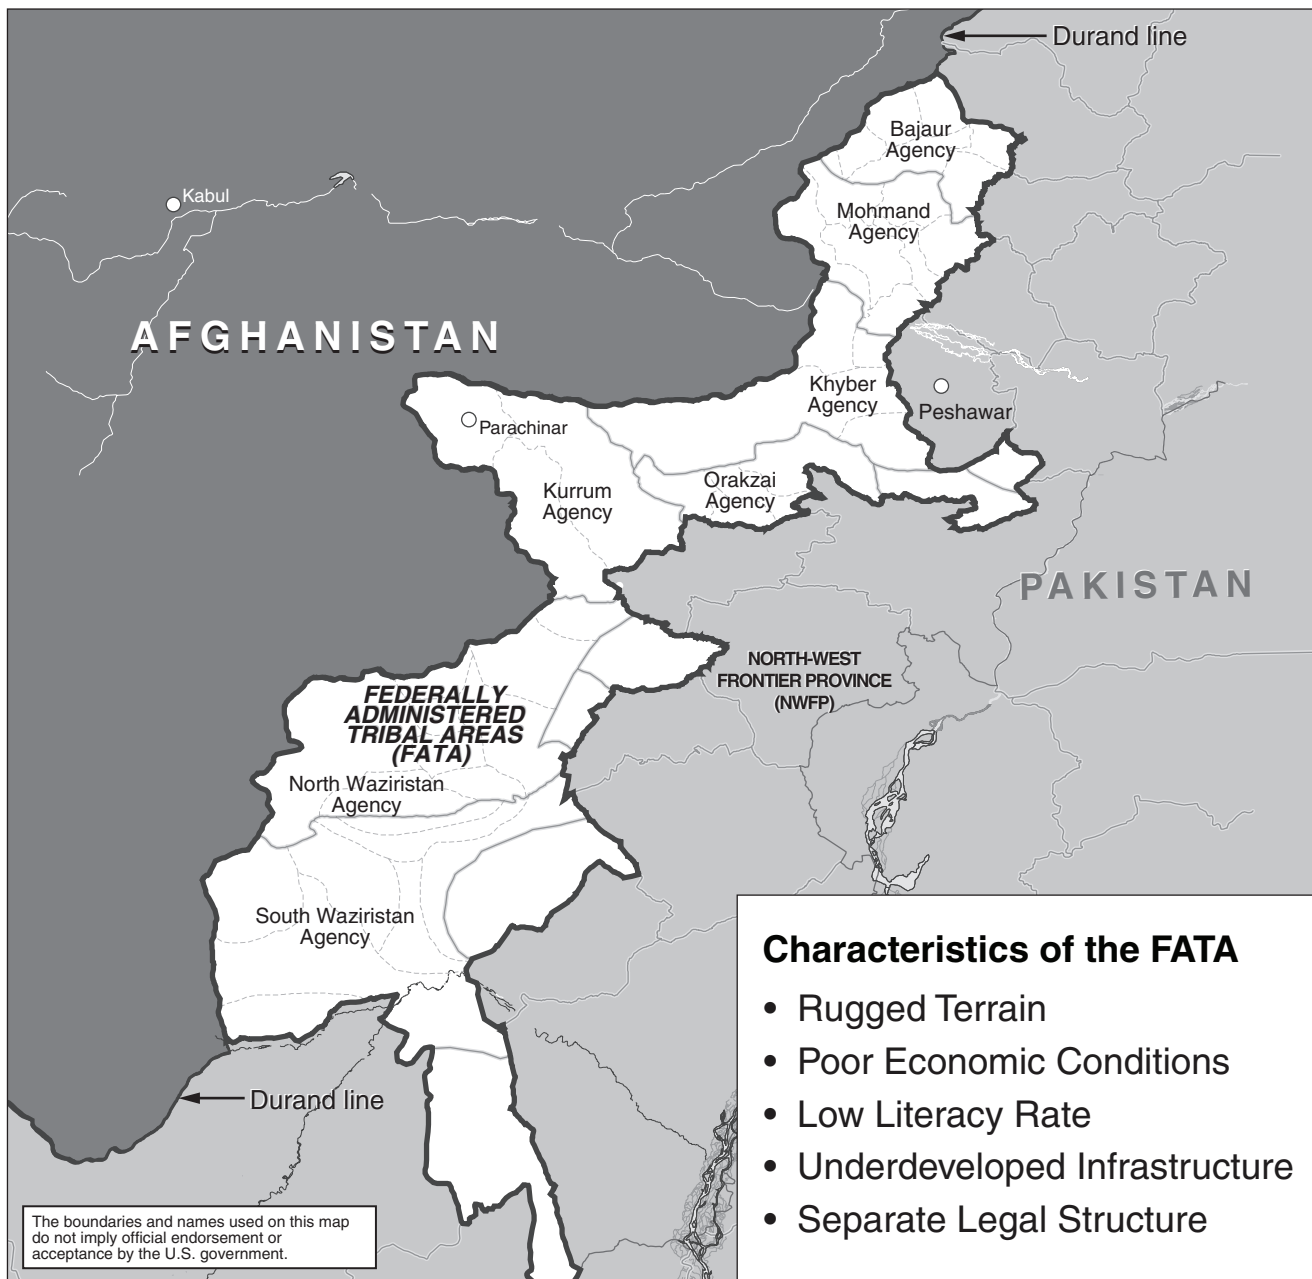 Durand line
Bajaur
Agency
Kabul
Mohmand
Agency
AFGHANISTAN
Khyber
Agency
Peshawar
Parachinar
Orakzai
Agency
Kurrum
Agency
PAKISTAN
NORTH-WEST
FRONTIER PROVINCE
(NWFP)
FEDERALLY
ADMINISTERED
TRIBAL AREAS
(FATA)
North Waziristan
Agency
South Waziristan
Agency
Durand line
Characteristics of the FATA
• Rugged Terrain
• Poor Economic Conditions
• Low Literacy Rate
• Underdeveloped Infrastructure
• Separate Legal Structure
The boundaries and names used on this map
do not imply official endorsement or
acceptance by the U.S. government.